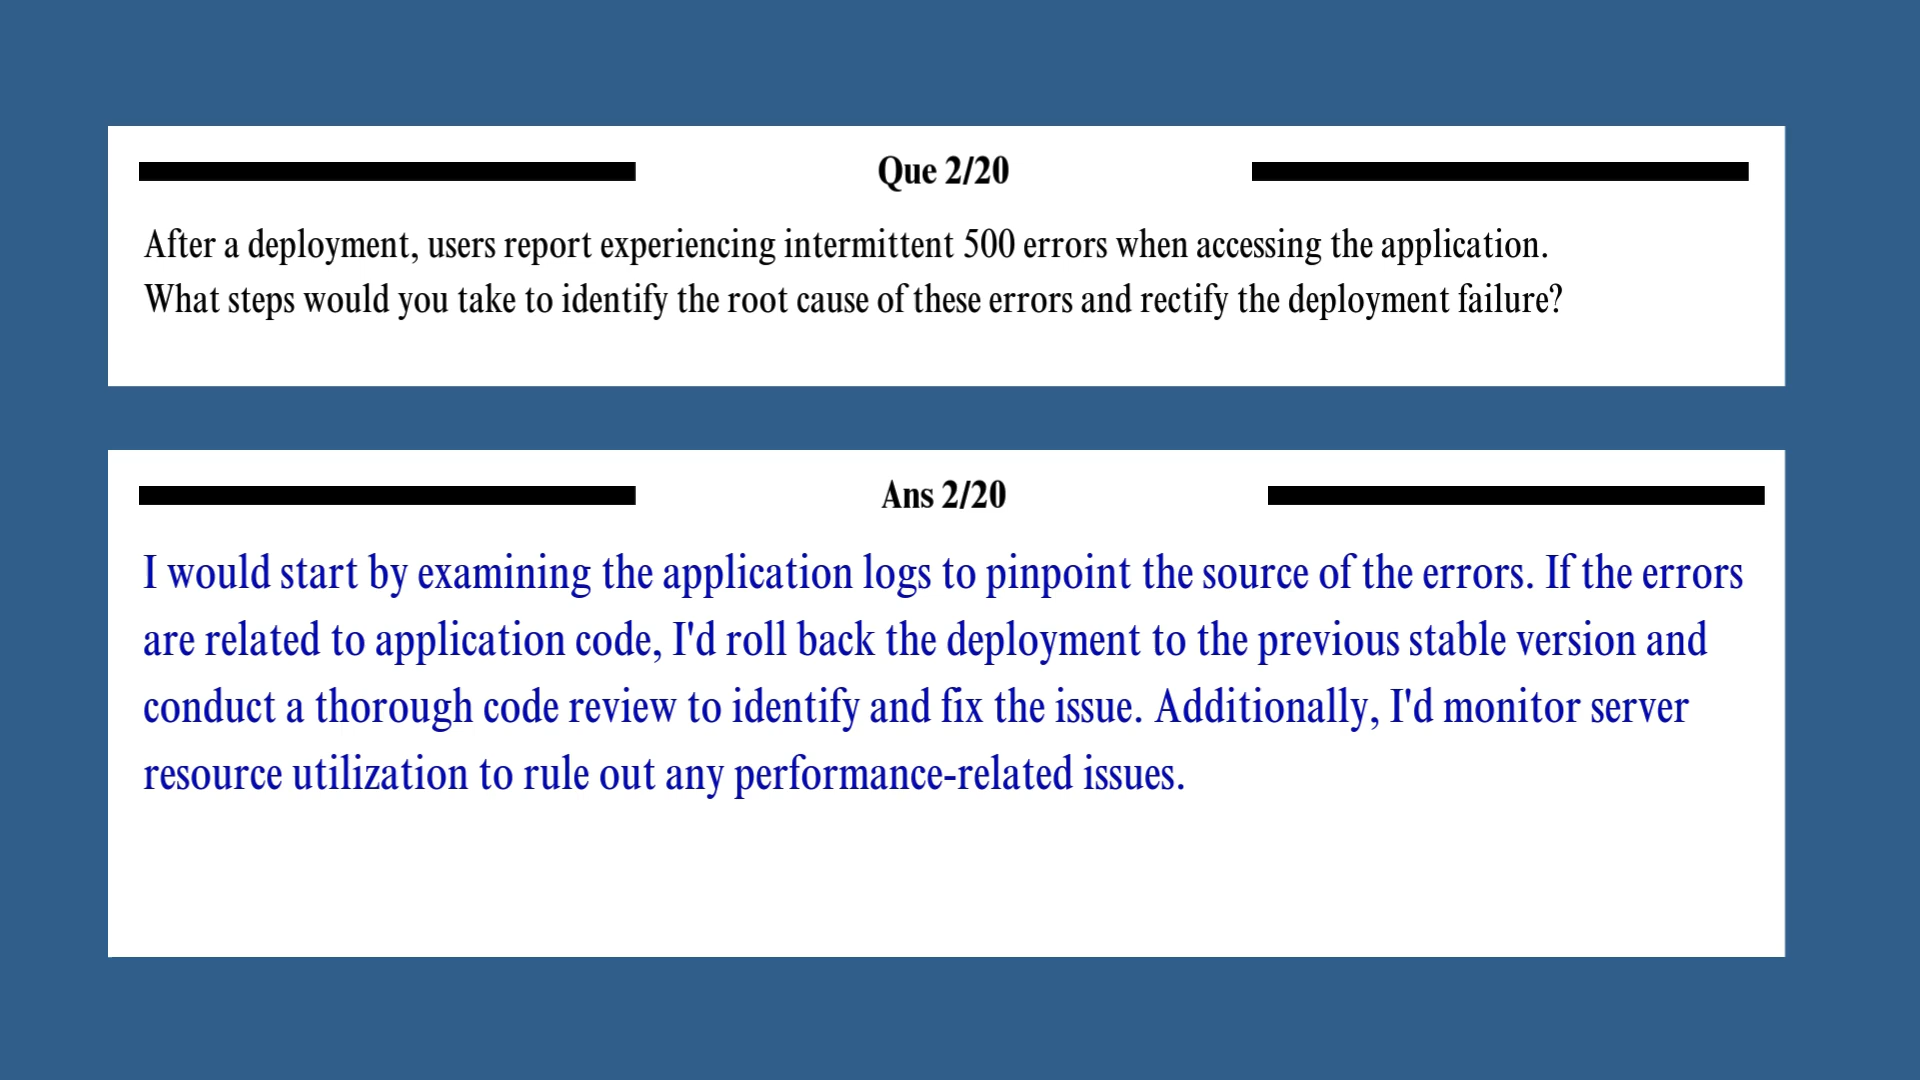 Que 2/20
After a deployment, users report experiencing intermittent 500 errors when accessing the application.
What steps would you take to identify the root cause of these errors and rectify the deployment failure?
Ans 2/20
I would start by examining the application logs to pinpoint the source of the errors. If the errors
are related to application code, I'd roll back the deployment to the previous stable version and
conduct a thorough code review to identify and fix the issue. Additionally, I'd monitor server
resource utilization to rule out any performance-related issues.